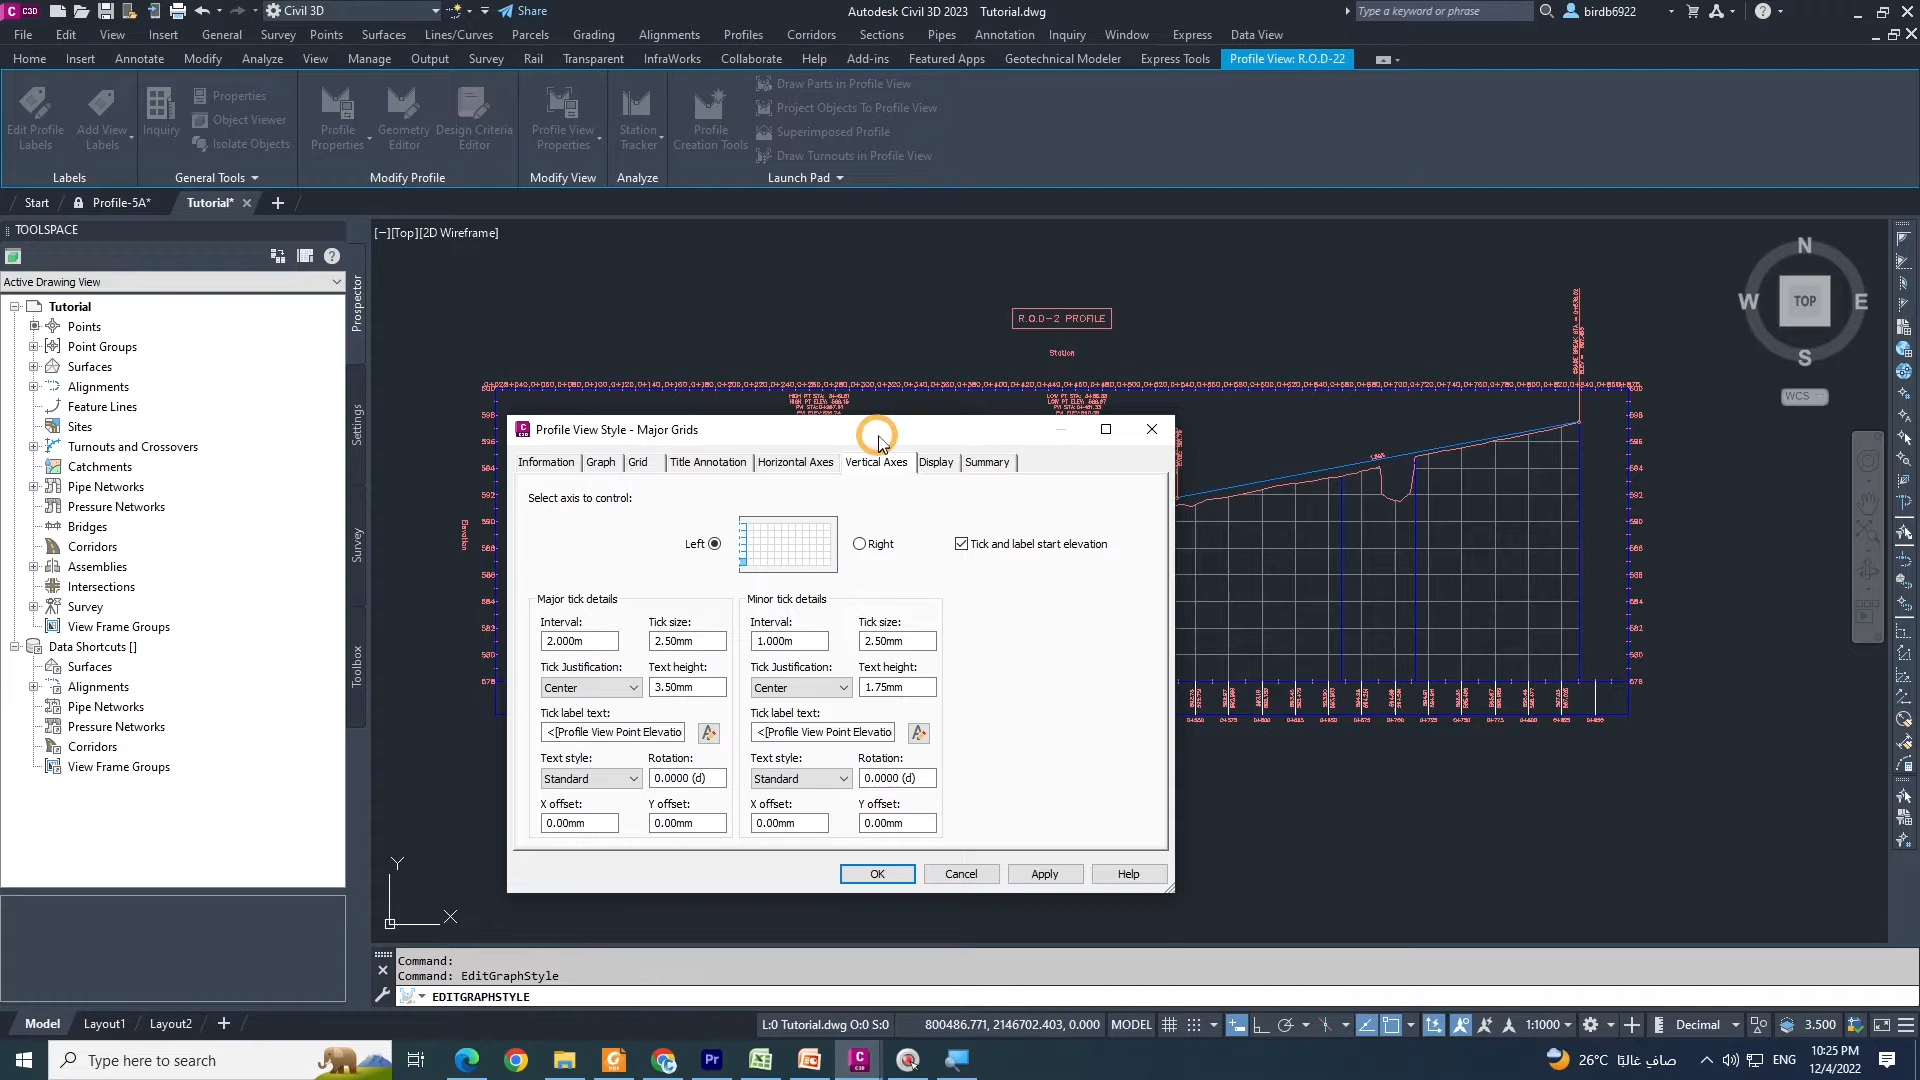 C3D
Civil 3D
Share
Autodesk Civil 3D 2023 Tutorial.dwg
Type a keyword or phrase
birdb6922
File Edit View Insert General Survey Points Surfaces Lines/Curves Parcels Grading Alignments Profiles Corridors Sections Pipes Annotation Inquiry Window Express Data View
Home Insert Annotate Modify Analyze View Manage Output Survey Rail Transparent InfraWorks Collaborate Help Add-ins Featured Apps Geotechnical Modeler Express Tools Profile View: R.O.D-22
Edit Profile Labels
Add View Labels
Labels
Inquiry
Properties
Object Viewer
Isolate Objects
General Tools
Profile Properties
Geometry Editor
Design Criteria Editor
Modify Profile
Profile View Properties
Modify View
Station Tracker
Analyze
Profile Creation Tools
Draw Parts in Profile View
Project Objects To Profile View
Superimposed Profile
Draw Turnouts in Profile View
Launch Pad
Start Profile-5A* Tutorial*
TOOLSPACE
Active Drawing View
Tutorial
Points
Point Groups
Surfaces
Alignments
Feature Lines
Sites
Turnouts and Crossovers
Catchments
Pipe Networks
Pressure Networks
Bridges
Corridors
Assemblies
Intersections
Survey
View Frame Groups
Data Shortcuts []
Surfaces
Alignments
Pipe Networks
Pressure Networks
Corridors
View Frame Groups
Prospector
Settings
Survey
Toolbox
[−][Top][2D Wireframe]
N
W TOP E
S
WCS
R.O.D-2 PROFILE
Station
Elevation
Profile View Style - Major Grids
Information Graph Grid Title Annotation Horizontal Axes Vertical Axes Display Summary
Select axis to control:
Left
Right
Tick and label start elevation
Major tick details
Interval: Tick size:
2.000m 2.50mm
Tick Justification: Text height:
Center 3.50mm
Tick label text:
<[Profile View Point Elevatio
Text style: Rotation:
Standard 0.0000 (d)
X offset: Y offset:
0.00mm 0.00mm
Minor tick details
Interval: Tick size:
1.000m 2.50mm
Tick Justification: Text height:
Center 1.75mm
Tick label text:
<[Profile View Point Elevatio
Text style: Rotation:
Standard 0.0000 (d)
X offset: Y offset:
0.00mm 0.00mm
OK Cancel Apply Help
Y
X
Command:
Command: EditGraphStyle
EDITGRAPHSTYLE
Model Layout1 Layout2
L:0 Tutorial.dwg O:0 S:0 800486.771, 2146702.403, 0.000 MODEL 1:1000 Decimal 3.500
Type here to search
26°C صاف غالبًا
ENG
10:25 PM
12/4/2022